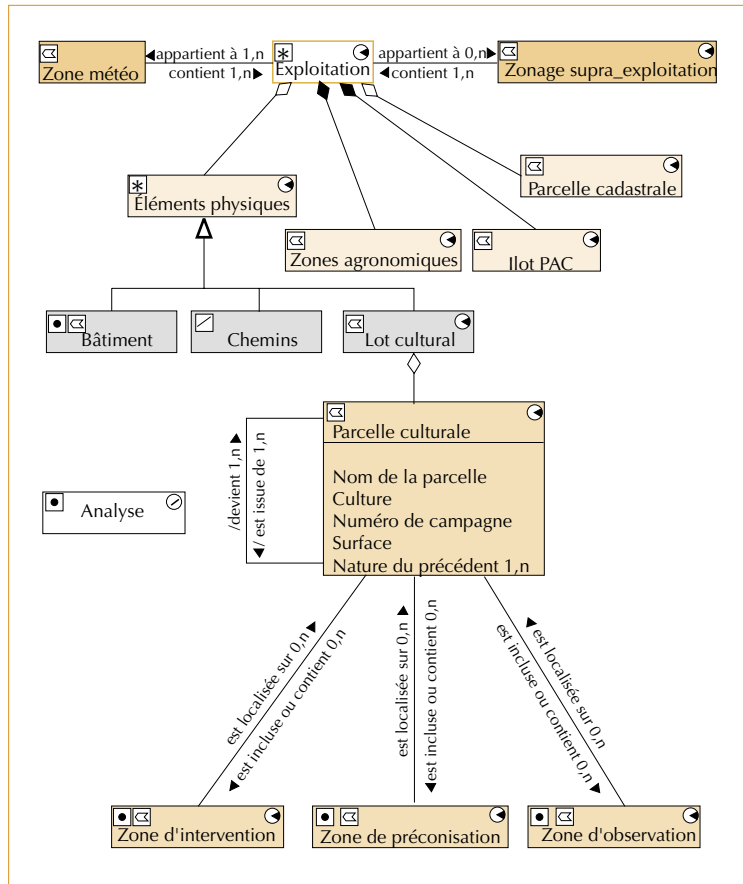 Zone météo
appartient à 1,n
contient 1,n
Exploitation
appartient à 0,n
contient 1,n
Zonage supra_exploitation
Éléments physiques
Parcelle cadastrale
Zones agronomiques
Ilot PAC
Bâtiment
Chemins
Lot cultural
Parcelle culturale
Nom de la parcelle
Culture
Numéro de campagne
Surface
Nature du précédent 1,n
/devient 1,n
/ est issue de 1,n
Analyse
est localisée sur 0,n
est incluse ou contient 0,n
est localisée sur 0,n
est incluse ou contient 0,n
est localisée sur 0,n
est incluse ou contient 0,n
Zone d'intervention
Zone de préconisation
Zone d'observation